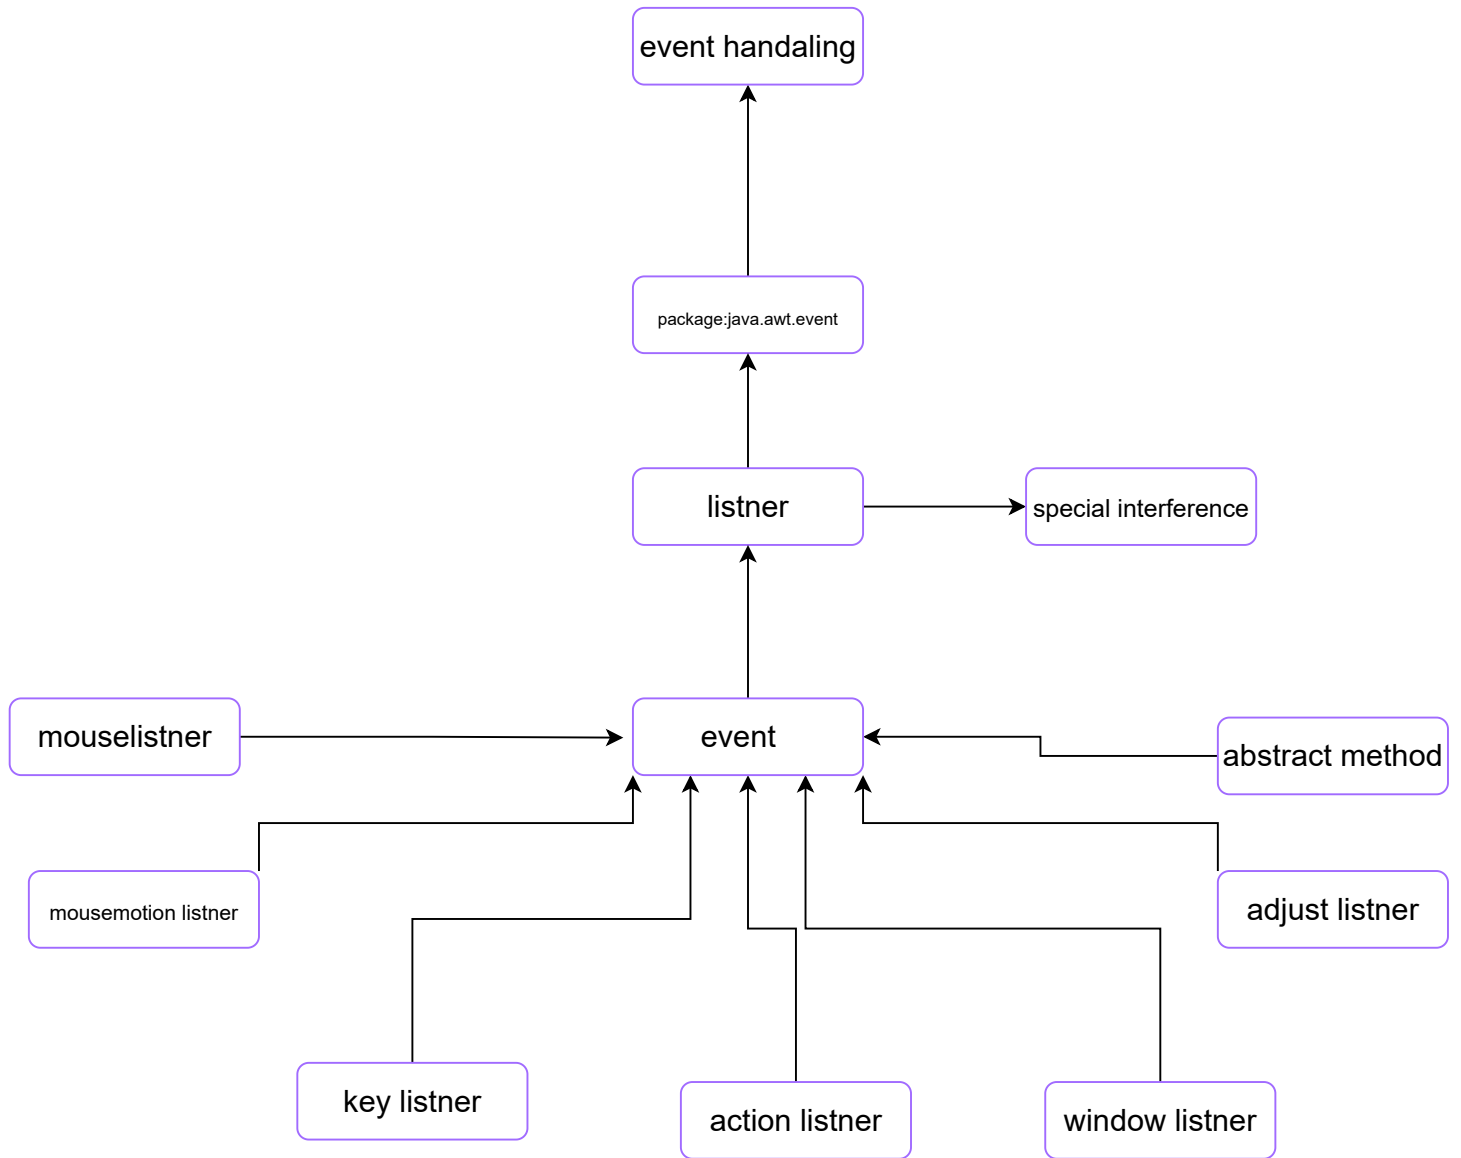 event handaling
package:java.awt.event
listner
special interference
mouselistner
event
abstract method
mousemotion listner
adjust listner
key listner
action listner
window listner